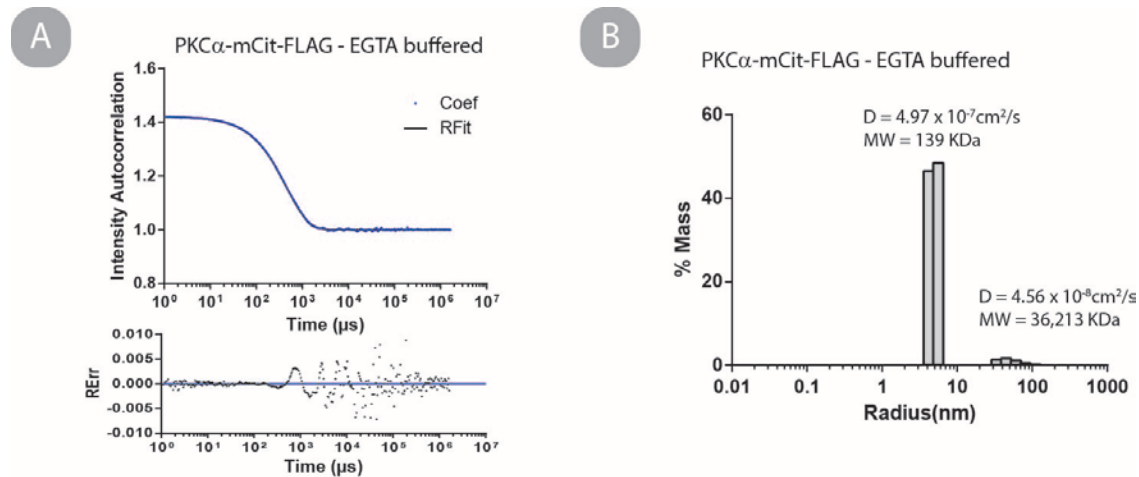 A
PKCα-mCit-FLAG - EGTA buffered
1.6
1.4
1.2
1.0
0.8
Intensity Autocorrelation
Coef
RFit
10⁰ 10¹ 10² 10³ 10⁴ 10⁵ 10⁶ 10⁷
Time (µs)
0.010
0.005
0.000
-0.005
-0.010
RErr
10⁰ 10¹ 10² 10³ 10⁴ 10⁵ 10⁶ 10⁷
Time (µs)
B
PKCα-mCit-FLAG - EGTA buffered
60
40
20
0
% Mass
D = 4.97 x 10⁻⁷cm²/s
MW = 139 KDa
D = 4.56 x 10⁻⁸cm²/s
MW = 36,213 KDa
0.01 0.1 1 10 100 1000
Radius(nm)